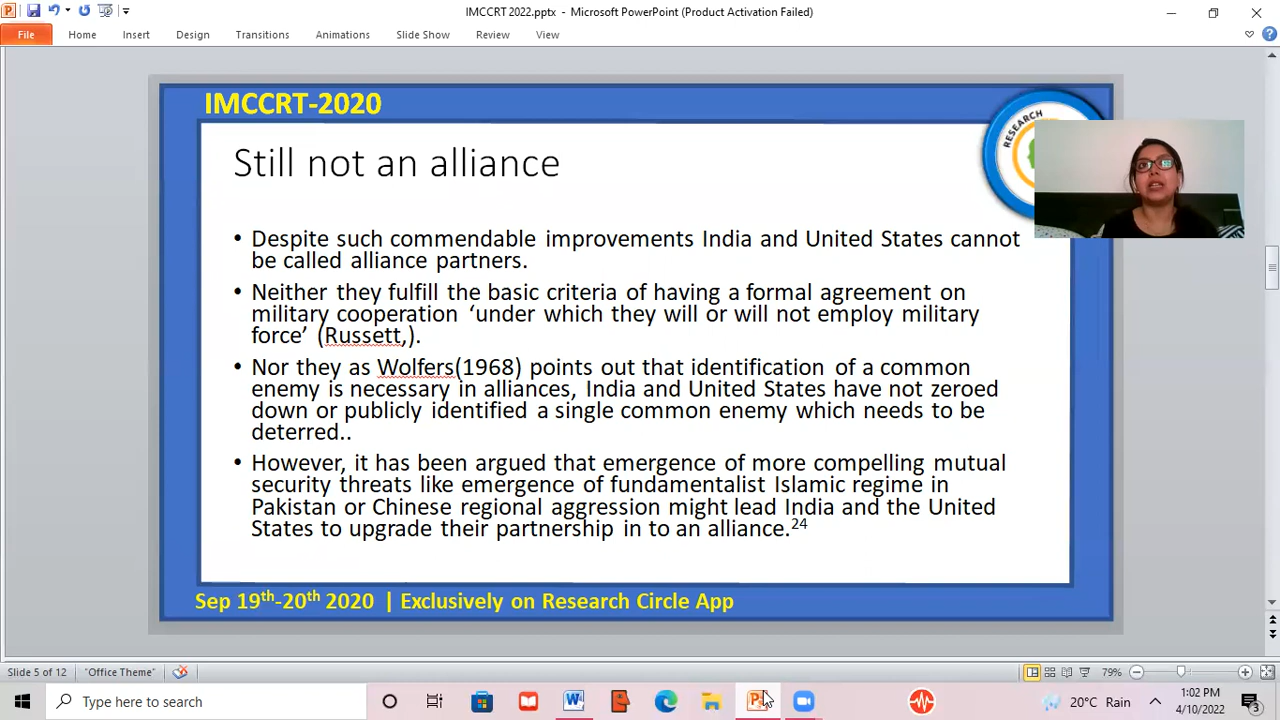 IMCCRT 2022.pptx - Microsoft PowerPoint (Product Activation Failed)
File Home Insert Design Transitions Animations Slide Show Review View
IMCCRT-2020
RESEARCH
Still not an alliance
• Despite such commendable improvements India and United States cannot
be called alliance partners.
• Neither they fulfill the basic criteria of having a formal agreement on
military cooperation ‘under which they will or will not employ military
force’ (Russett,).
• Nor they as Wolfers(1968) points out that identification of a common
enemy is necessary in alliances, India and United States have not zeroed
down or publicly identified a single common enemy which needs to be
deterred..
• However, it has been argued that emergence of more compelling mutual
security threats like emergence of fundamentalist Islamic regime in
Pakistan or Chinese regional aggression might lead India and the United
States to upgrade their partnership in to an alliance.24
Sep 19th-20th 2020 | Exclusively on Research Circle App
Slide 5 of 12 "Office Theme" 79%
Type here to search
20°C Rain
1:02 PM
4/10/2022
3